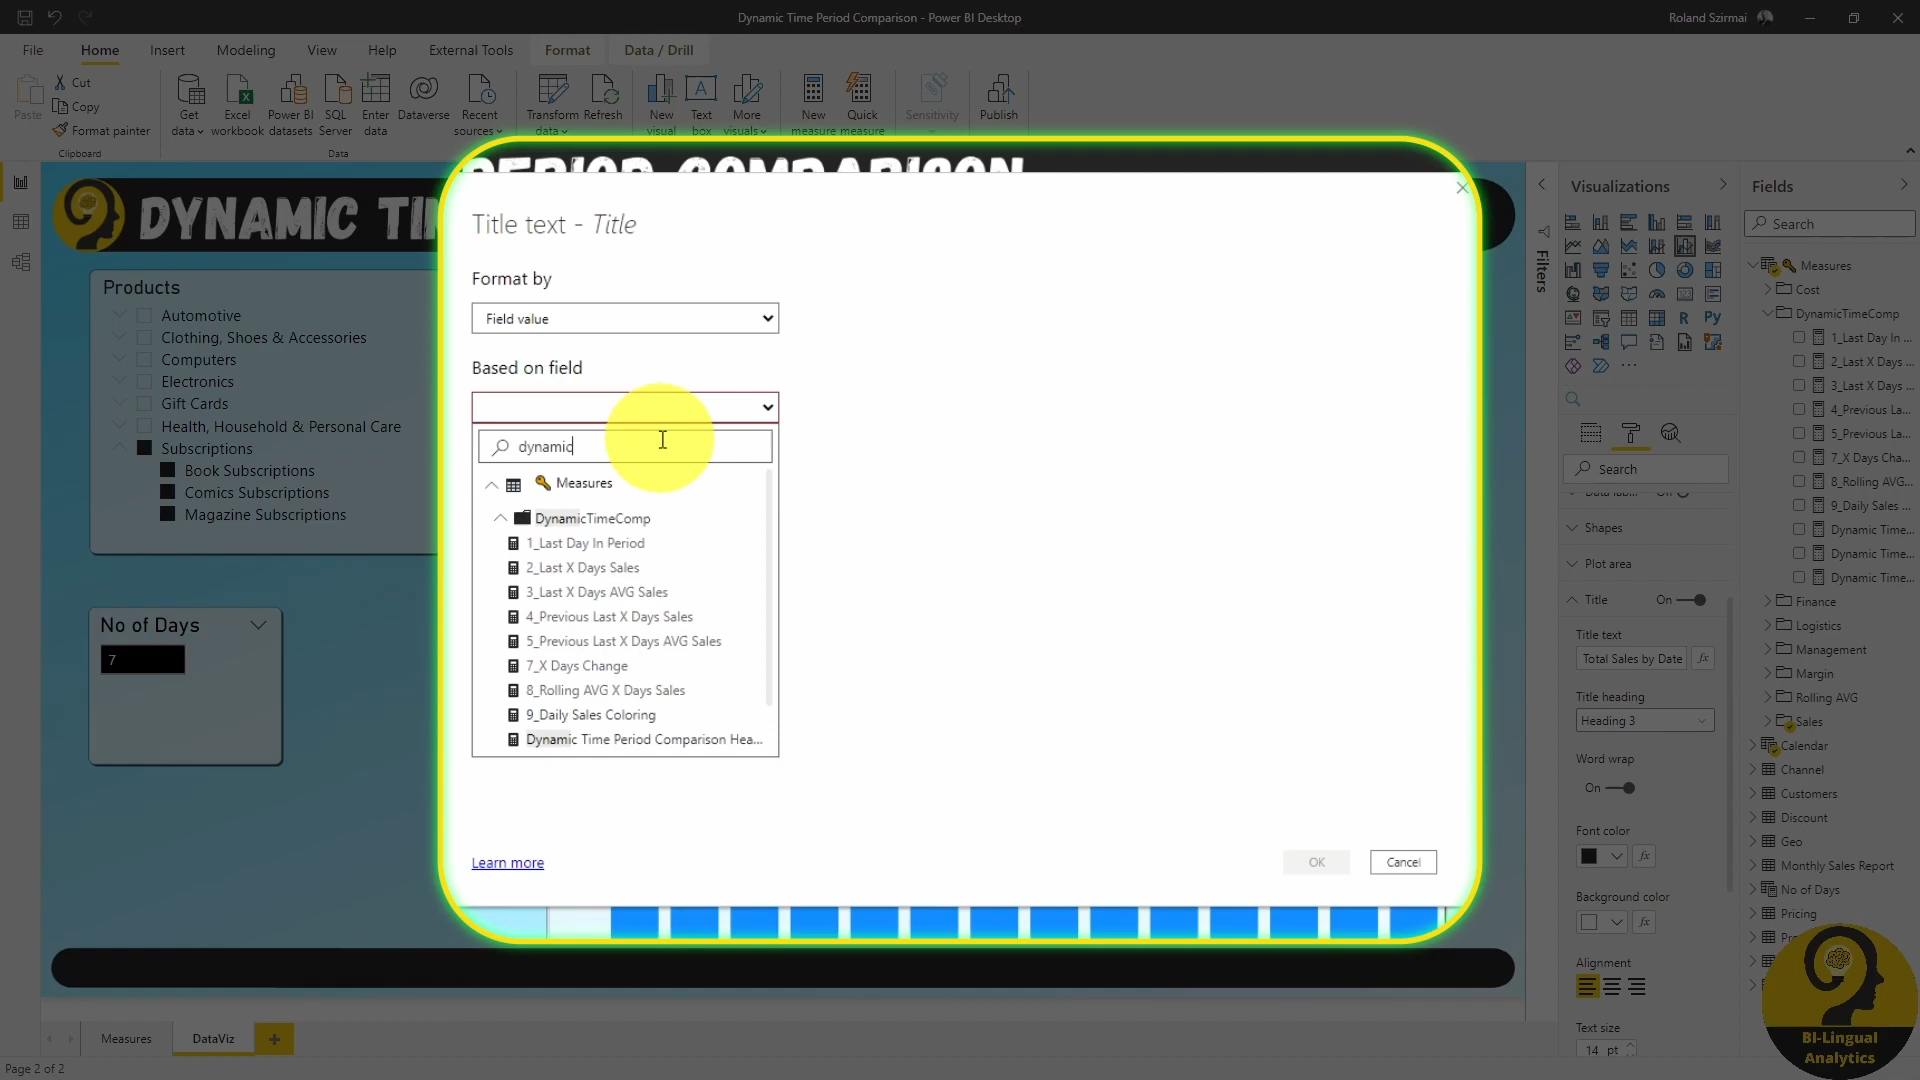 Dynamic Time Period Comparison - Power BI Desktop
Roland Szirmai
File
Home
Insert
Modeling
View
Help
External Tools
Format
Data / Drill
Paste
Cut
Copy
Format painter
Clipboard
Get data
Excel workbook
Power BI datasets
SQL Server
Enter data
Dataverse
Recent sources
Data
Transform data
Refresh
New visual
Text box
More visuals
New measure
Quick measure
Sensitivity
Publish
PERIOD COMPARISON
DYNAMIC TI
Products
Automotive
Clothing, Shoes & Accessories
Computers
Electronics
Gift Cards
Health, Household & Personal Care
Subscriptions
Book Subscriptions
Comics Subscriptions
Magazine Subscriptions
No of Days
7
Title text - Title
Format by
Field value
Based on field
dynamic
Measures
DynamicTimeComp
1_Last Day In Period
2_Last X Days Sales
3_Last X Days AVG Sales
4_Previous Last X Days Sales
5_Previous Last X Days AVG Sales
7_X Days Change
8_Rolling AVG X Days Sales
9_Daily Sales Coloring
Dynamic Time Period Comparison Hea...
Learn more
OK
Cancel
Filters
Visualizations
R
Py
123
Search
Off
Shapes
Plot area
Title
On
Title text
Total Sales by Date
fx
Title heading
Heading 3
Word wrap
On
Font color
fx
Background color
fx
Alignment
Text size
14 pt
Fields
Search
Measures
Cost
DynamicTimeComp
1_Last Day In ...
2_Last X Days ...
3_Last X Days ...
4_Previous La...
5_Previous La...
7_X Days Cha...
8_Rolling AVG...
9_Daily Sales ...
Dynamic Time...
Dynamic Time...
Dynamic Time...
Finance
Logistics
Management
Margin
Rolling AVG
Sales
Calendar
Channel
Customers
Discount
Geo
Monthly Sales Report
No of Days
Pricing
BI-Lingual
Analytics
Measures
DataViz
Page 2 of 2